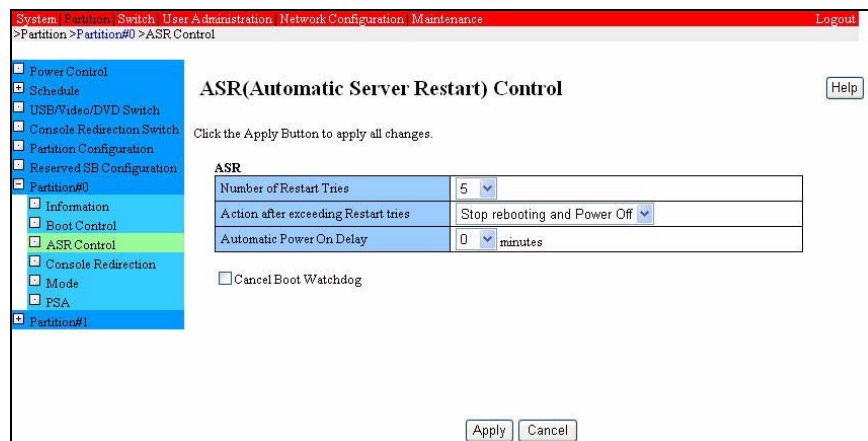 System | Partition | Switch | User Administration | Network Configuration | Maintenance Logout
>Partition >Partition#0 >ASR Control
Power Control
Schedule
USB/Video/DVD Switch
Console Redirection Switch
Partition Configuration
Reserved SB Configuration
Partition#0
Information
Boot Control
ASR Control
Console Redirection
Mode
PSA
Partition#1
ASR(Automatic Server Restart) Control
Help
Click the Apply Button to apply all changes.
ASR
Number of Restart Tries 5
Action after exceeding Restart tries Stop rebooting and Power Off
Automatic Power On Delay 0 minutes
Cancel Boot Watchdog
Apply Cancel